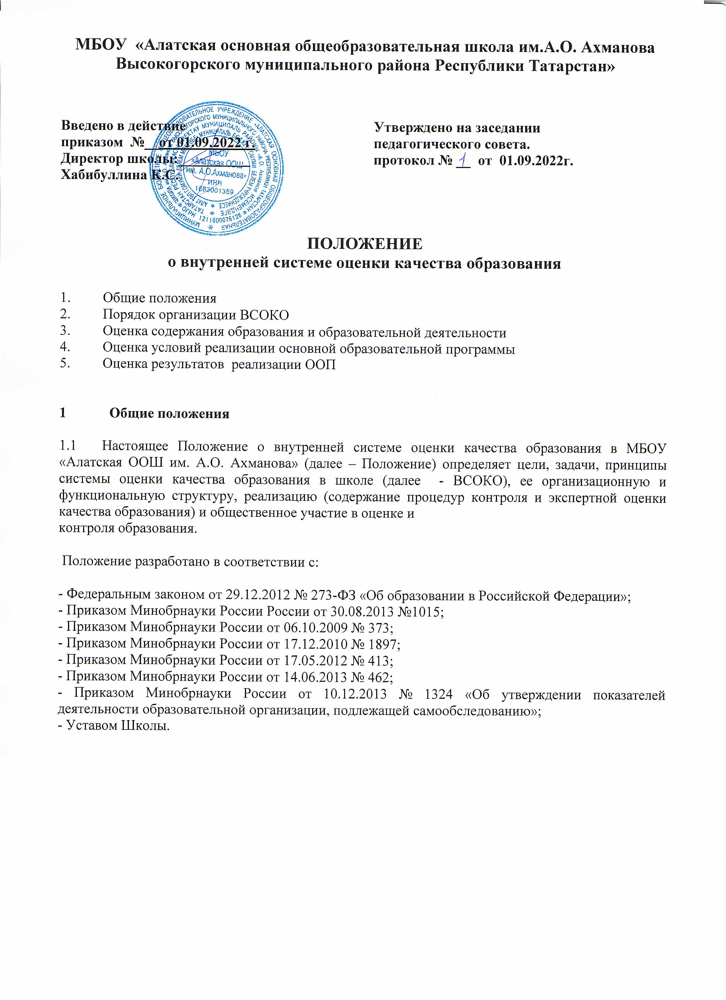 МБОУ «Алатская основная общеобразовательная школа им.А.О. Ахманова
Высокогорского муниципального района Республики Татарстан»
Введено в действие
приказом № от 01.09.2022 г.
Директор школы:
Хабибуллина К.С.
Утверждено на заседании
педагогического совета.
протокол № 1 от 01.09.2022г.
МБОУ
«Алатская ООШ
им. А.О.Ахманова»
ИНН
1683001359
ОГРН 1211600076126
ПОЛОЖЕНИЕ
о внутренней системе оценки качества образования
1. Общие положения
2. Порядок организации ВСОКО
3. Оценка содержания образования и образовательной деятельности
4. Оценка условий реализации основной образовательной программы
5. Оценка результатов реализации ООП
1 Общие положения
1.1 Настоящее Положение о внутренней системе оценки качества образования в МБОУ
«Алатская ООШ им. А.О. Ахманова» (далее – Положение) определяет цели, задачи, принципы
системы оценки качества образования в школе (далее - ВСОКО), ее организационную и
функциональную структуру, реализацию (содержание процедур контроля и экспертной оценки
качества образования) и общественное участие в оценке и
контроля образования.
Положение разработано в соответствии с:
- Федеральным законом от 29.12.2012 № 273-ФЗ «Об образовании в Российской Федерации»;
- Приказом Минобрнауки России России от 30.08.2013 №1015;
- Приказом Минобрнауки России от 06.10.2009 № 373;
- Приказом Минобрнауки России от 17.12.2010 № 1897;
- Приказом Минобрнауки России от 17.05.2012 № 413;
- Приказом Минобрнауки России от 14.06.2013 № 462;
- Приказом Минобрнауки России от 10.12.2013 № 1324 «Об утверждении показателей
деятельности образовательной организации, подлежащей самообследованию»;
- Уставом Школы.